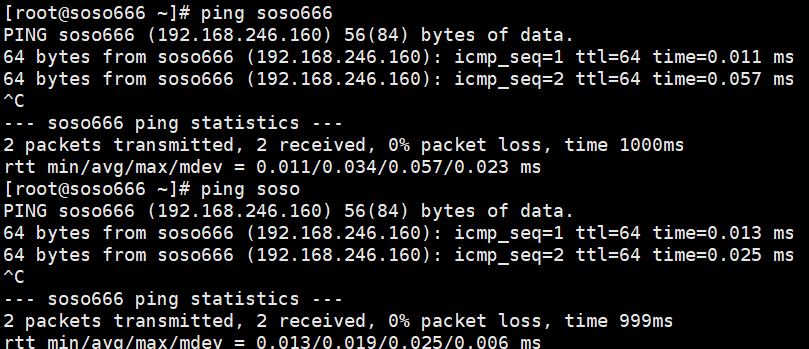 [root@soso666 ~]# ping soso666
PING soso666 (192.168.246.160) 56(84) bytes of data.
64 bytes from soso666 (192.168.246.160): icmp_seq=1 ttl=64 time=0.011 ms
64 bytes from soso666 (192.168.246.160): icmp_seq=2 ttl=64 time=0.057 ms
^C
--- soso666 ping statistics ---
2 packets transmitted, 2 received, 0% packet loss, time 1000ms
rtt min/avg/max/mdev = 0.011/0.034/0.057/0.023 ms
[root@soso666 ~]# ping soso
PING soso666 (192.168.246.160) 56(84) bytes of data.
64 bytes from soso666 (192.168.246.160): icmp_seq=1 ttl=64 time=0.013 ms
64 bytes from soso666 (192.168.246.160): icmp_seq=2 ttl=64 time=0.025 ms
^C
--- soso666 ping statistics ---
2 packets transmitted, 2 received, 0% packet loss, time 999ms
rtt min/avg/max/mdev = 0.013/0.019/0.025/0.006 ms